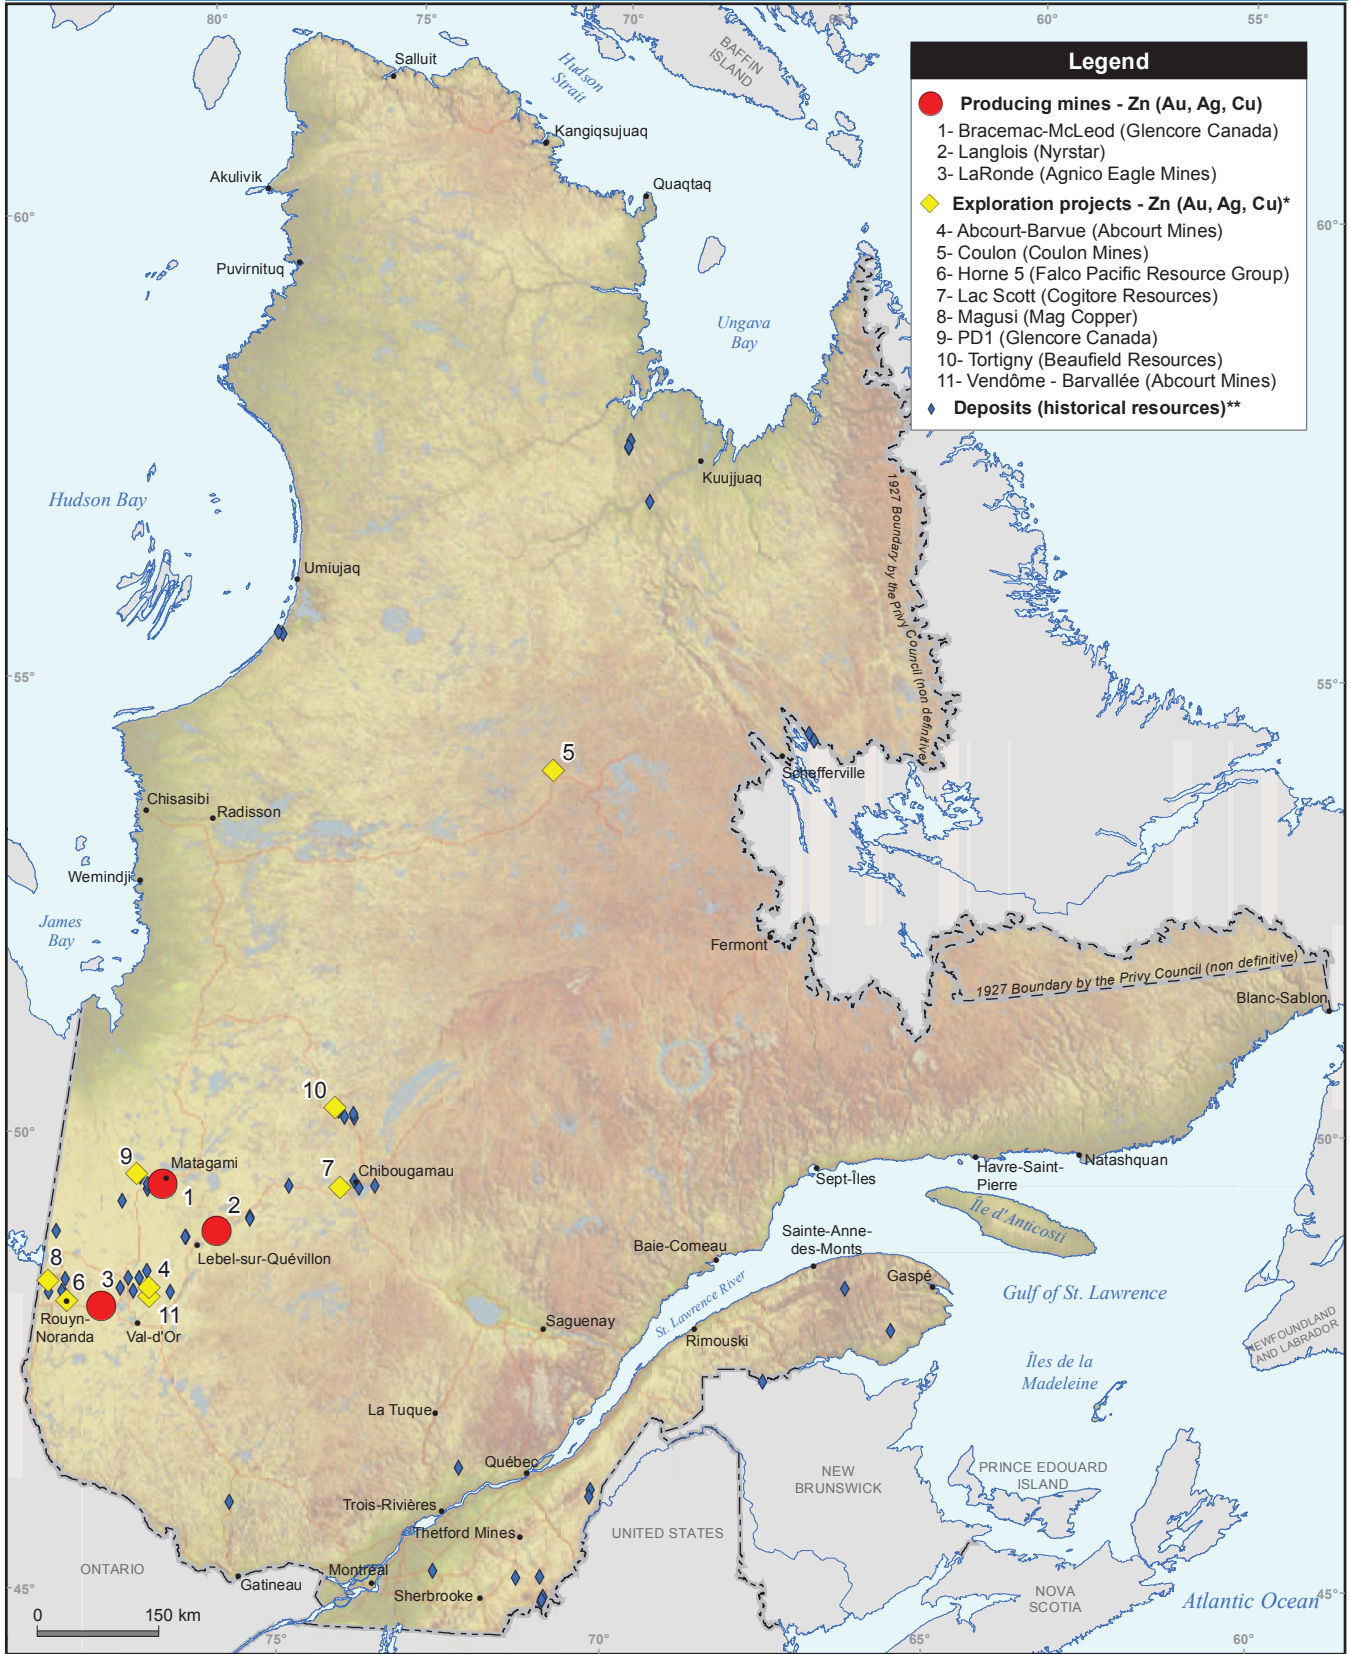 80°
75°
70°
65°
60°
55°
Salluit
Hudson
Strait
BAFFIN
ISLAND
Kangiqsujuaq
Akulivik
Quaqtaq
60°
60°
Puvirnituq
Ungava
Bay
Legend
Producing mines - Zn (Au, Ag, Cu)
1- Bracemac-McLeod (Glencore Canada)
2- Langlois (Nyrstar)
3- LaRonde (Agnico Eagle Mines)
Exploration projects - Zn (Au, Ag, Cu)*
4- Abcourt-Barvue (Abcourt Mines)
5- Coulon (Coulon Mines)
6- Horne 5 (Falco Pacific Resource Group)
7- Lac Scott (Cogitore Resources)
8- Magusi (Mag Copper)
9- PD1 (Glencore Canada)
10- Tortigny (Beaufield Resources)
11- Vendôme - Barvallée (Abcourt Mines)
Deposits (historical resources)**
Kuujjuaq
Hudson Bay
1927 Boundary by the Privy Council (non definitive)
Umiujaq
55°
55°
5
Schefferville
Chisasibi
Radisson
Wemindji
James
Bay
Fermont
1927 Boundary by the Privy Council (non definitive)
Blanc-Sablon
10
50°
50°
9
Matagami
1
7
Chibougamau
2
Lebel-sur-Quévillon
Sept-Îles
Havre-Saint-
Pierre
Natashquan
Île d'Anticosti
Sainte-Anne-
des-Monts
Baie-Comeau
8
6
3
4
11
Rouyn-
Noranda
Val-d'Or
Gaspé
Gulf of St. Lawrence
St. Lawrence River
Saguenay
Rimouski
NEWFOUNDLAND
AND LABRADOR
Îles de la
Madeleine
La Tuque
Québec
NEW
BRUNSWICK
PRINCE EDOUARD
ISLAND
Trois-Rivières
Thetford Mines
UNITED STATES
ONTARIO
Gatineau
Montréal
Sherbrooke
NOVA
SCOTIA
Atlantic Ocean
45°
45°
0
150 km
75°
70°
65°
60°